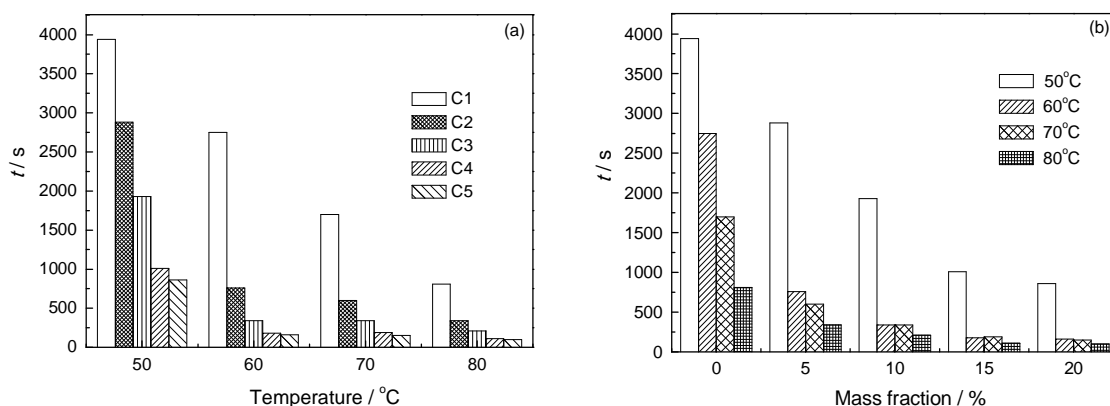 (a)
4000
3500
3000
2500
2000
1500
1000
500
0
t / s
C1
C2
C3
C4
C5
50 60 70 80
Temperature / °C
(b)
4000
3500
3000
2500
2000
1500
1000
500
0
t / s
50°C
60°C
70°C
80°C
0 5 10 15 20
Mass fraction / %